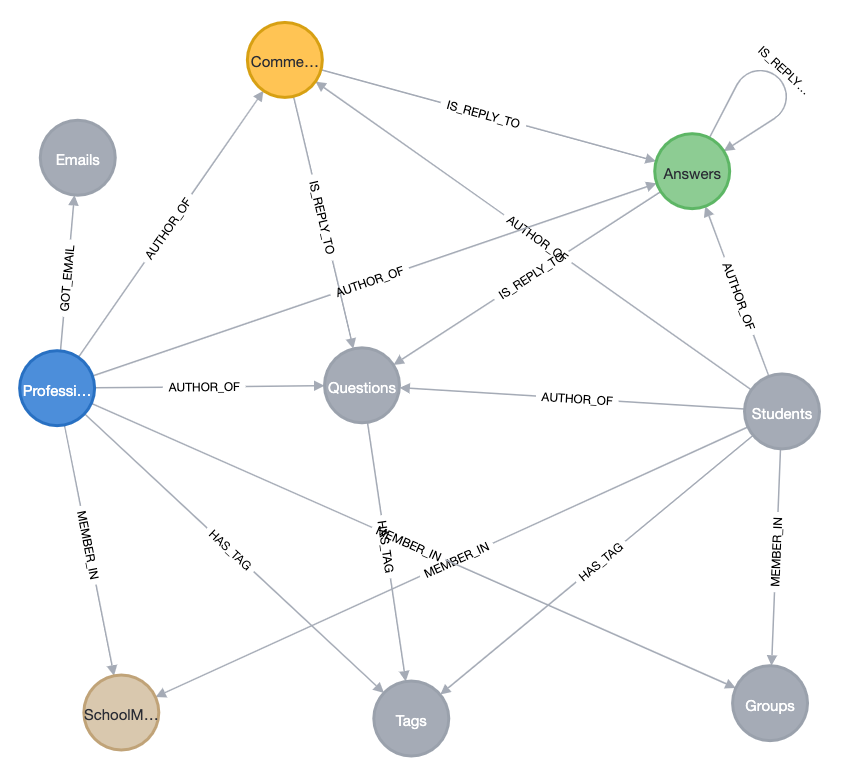 Comme…
IS_REPLY_TO
IS_REPLY…
Emails
Answers
AUTHOR_OF
IS_REPLY_TO
AUTHOR_OF
IS_REPLY_TO
GOT_EMAIL
AUTHOR_OF
AUTHOR_OF
Professi…
AUTHOR_OF
Questions
AUTHOR_OF
Students
MEMBER_IN
HAS_TAG
HAS_TAG
MEMBER_IN
MEMBER_IN
HAS_TAG
MEMBER_IN
SchoolM…
Tags
Groups